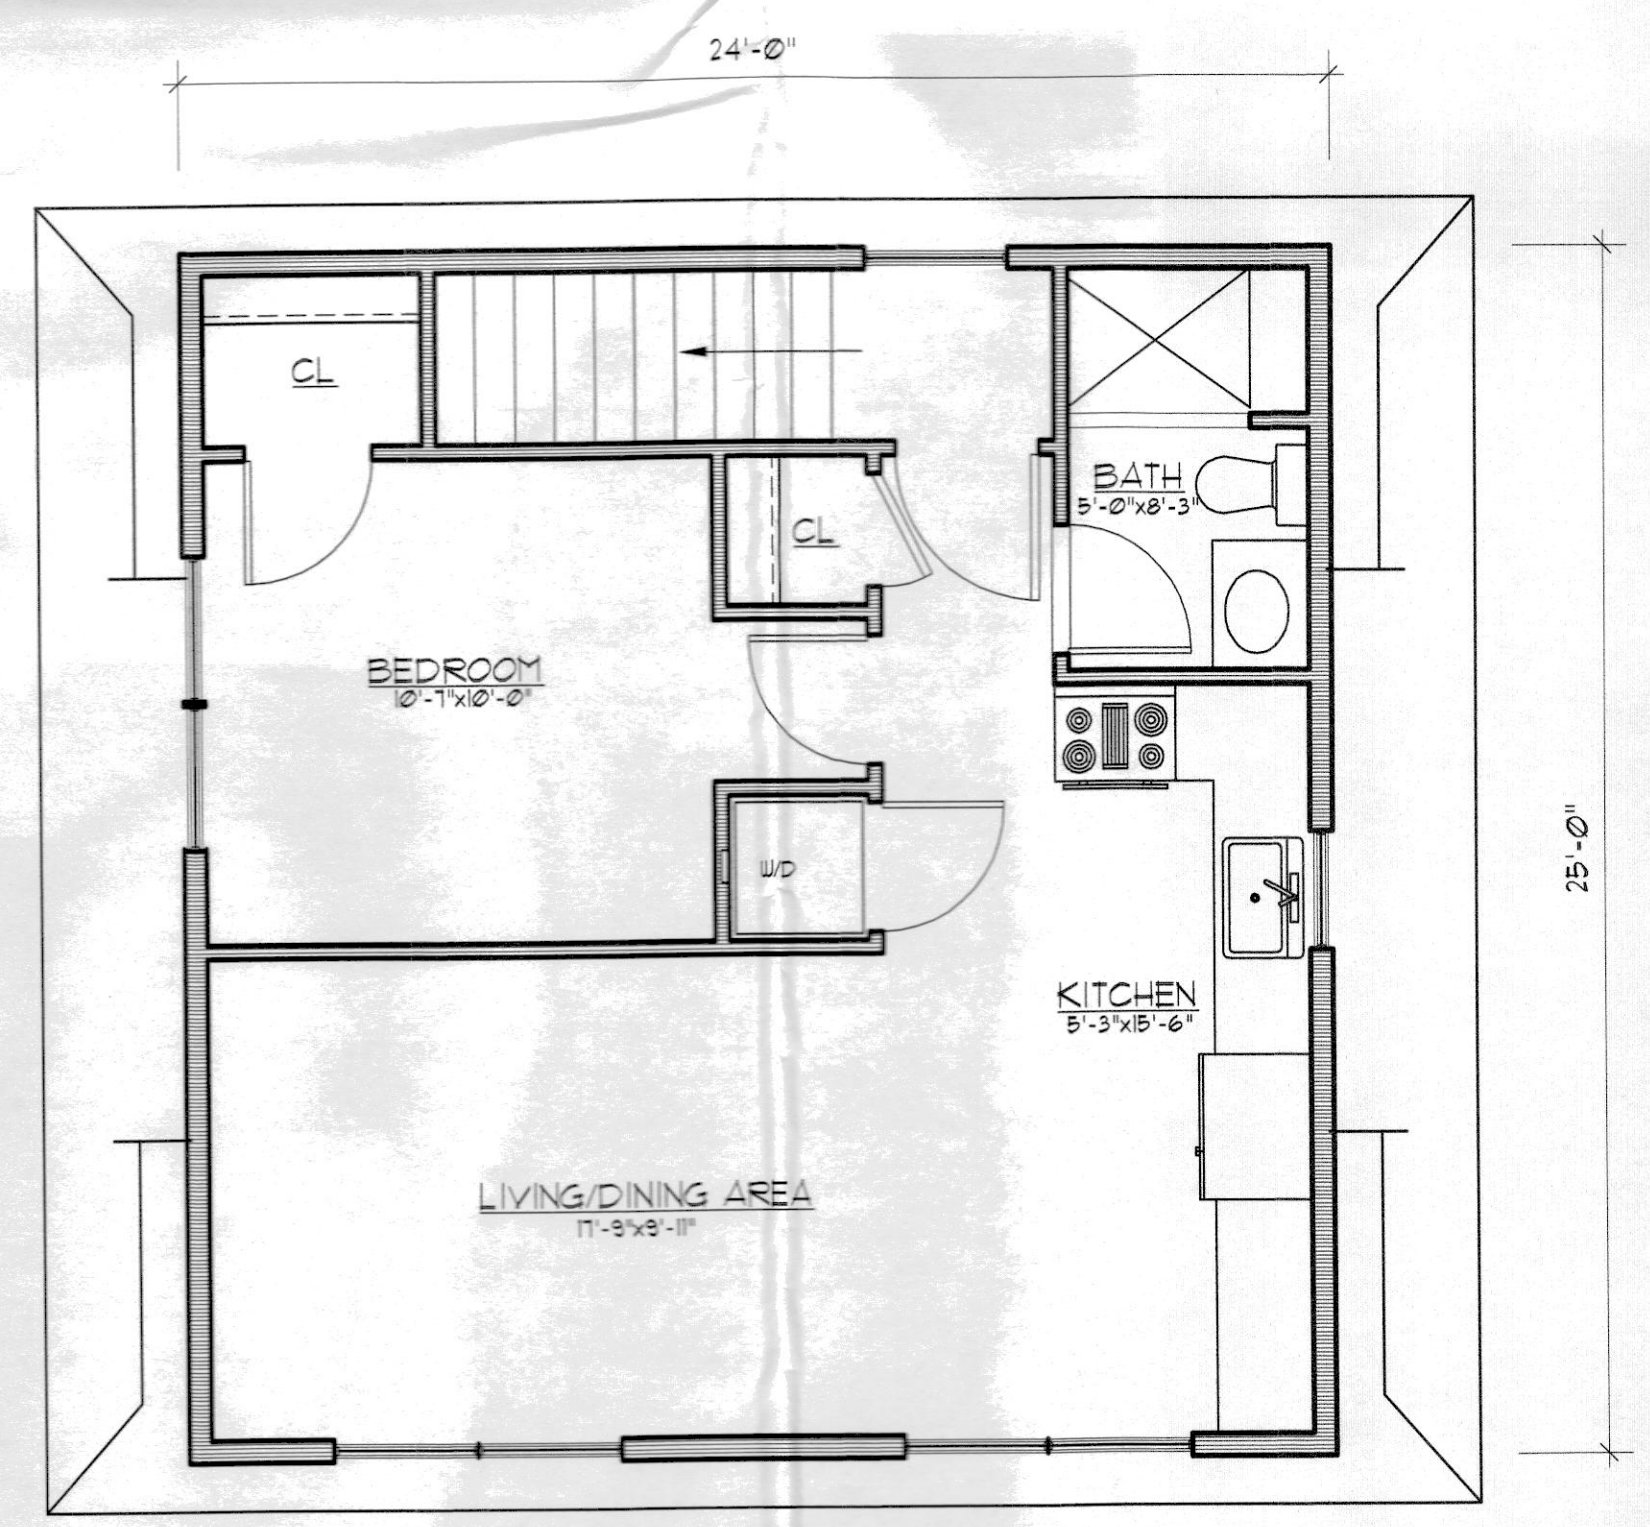 24'-0"
CL
BATH
5'-0"x8'-3"
CL
BEDROOM
10'-7"x10'-0"
25'-0"
W/D
KITCHEN
5'-3"x15'-6"
LIVING/DINING AREA
17'-9"x9'-11"